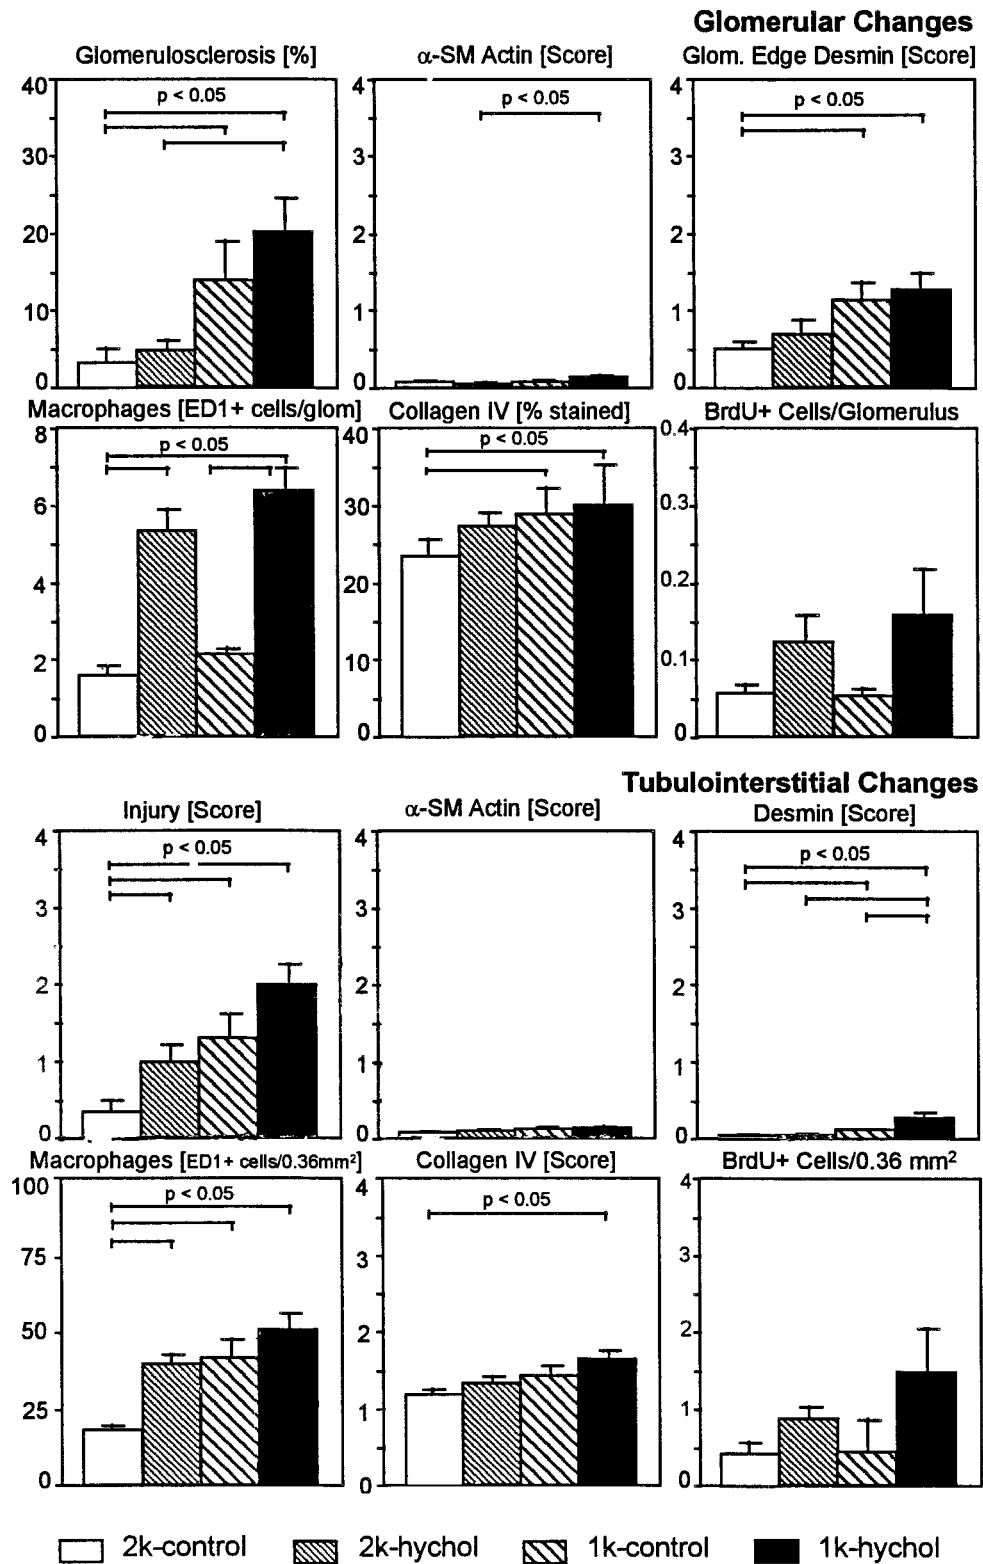 Glomerular Changes
Glomerulosclerosis [%]
α-SM Actin [Score]
Glom. Edge Desmin [Score]
40
30
20
10
0
p < 0.05
4
3
2
1
0
p < 0.05
4
3
2
1
0
p < 0.05
Macrophages [ED1+ cells/glom]
Collagen IV [% stained]
BrdU+ Cells/Glomerulus
8
6
4
2
0
p < 0.05
40
30
20
10
0
p < 0.05
0.4
0.3
0.2
0.1
0
Tubulointerstitial Changes
Injury [Score]
α-SM Actin [Score]
Desmin [Score]
4
3
2
1
0
p < 0.05
4
3
2
1
0
4
3
2
1
0
p < 0.05
Macrophages [ED1+ cells/0.36mm²]
Collagen IV [Score]
BrdU+ Cells/0.36 mm²
100
75
50
25
0
p < 0.05
4
3
2
1
0
p < 0.05
4
3
2
1
0
2k-control 2k-hychol 1k-control 1k-hychol